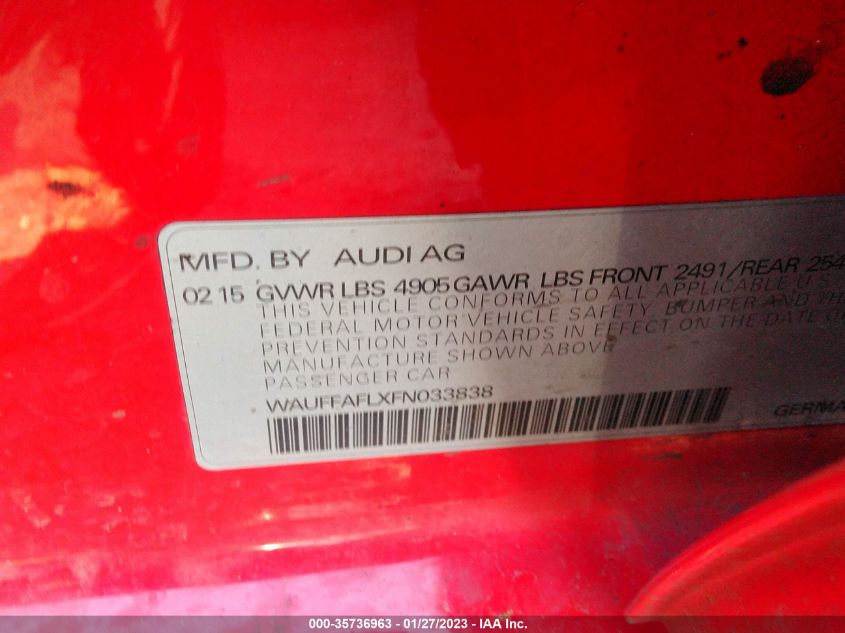 MFD. BY AUDI AG
02 15 GVWR LBS 4905 GAWR LBS FRONT 2491/REAR 254
THIS VEHICLE CONFORMS TO ALL APPLICABLE U.S.
FEDERAL MOTOR VEHICLE SAFETY, BUMPER AND TH
PREVENTION STANDARDS IN EFFECT ON THE DATE OF
MANUFACTURE SHOWN ABOVE
PASSENGER CAR
WAUFFAFLXFN033838
GERMA
000-35736963 - 01/27/2023 - IAA Inc.